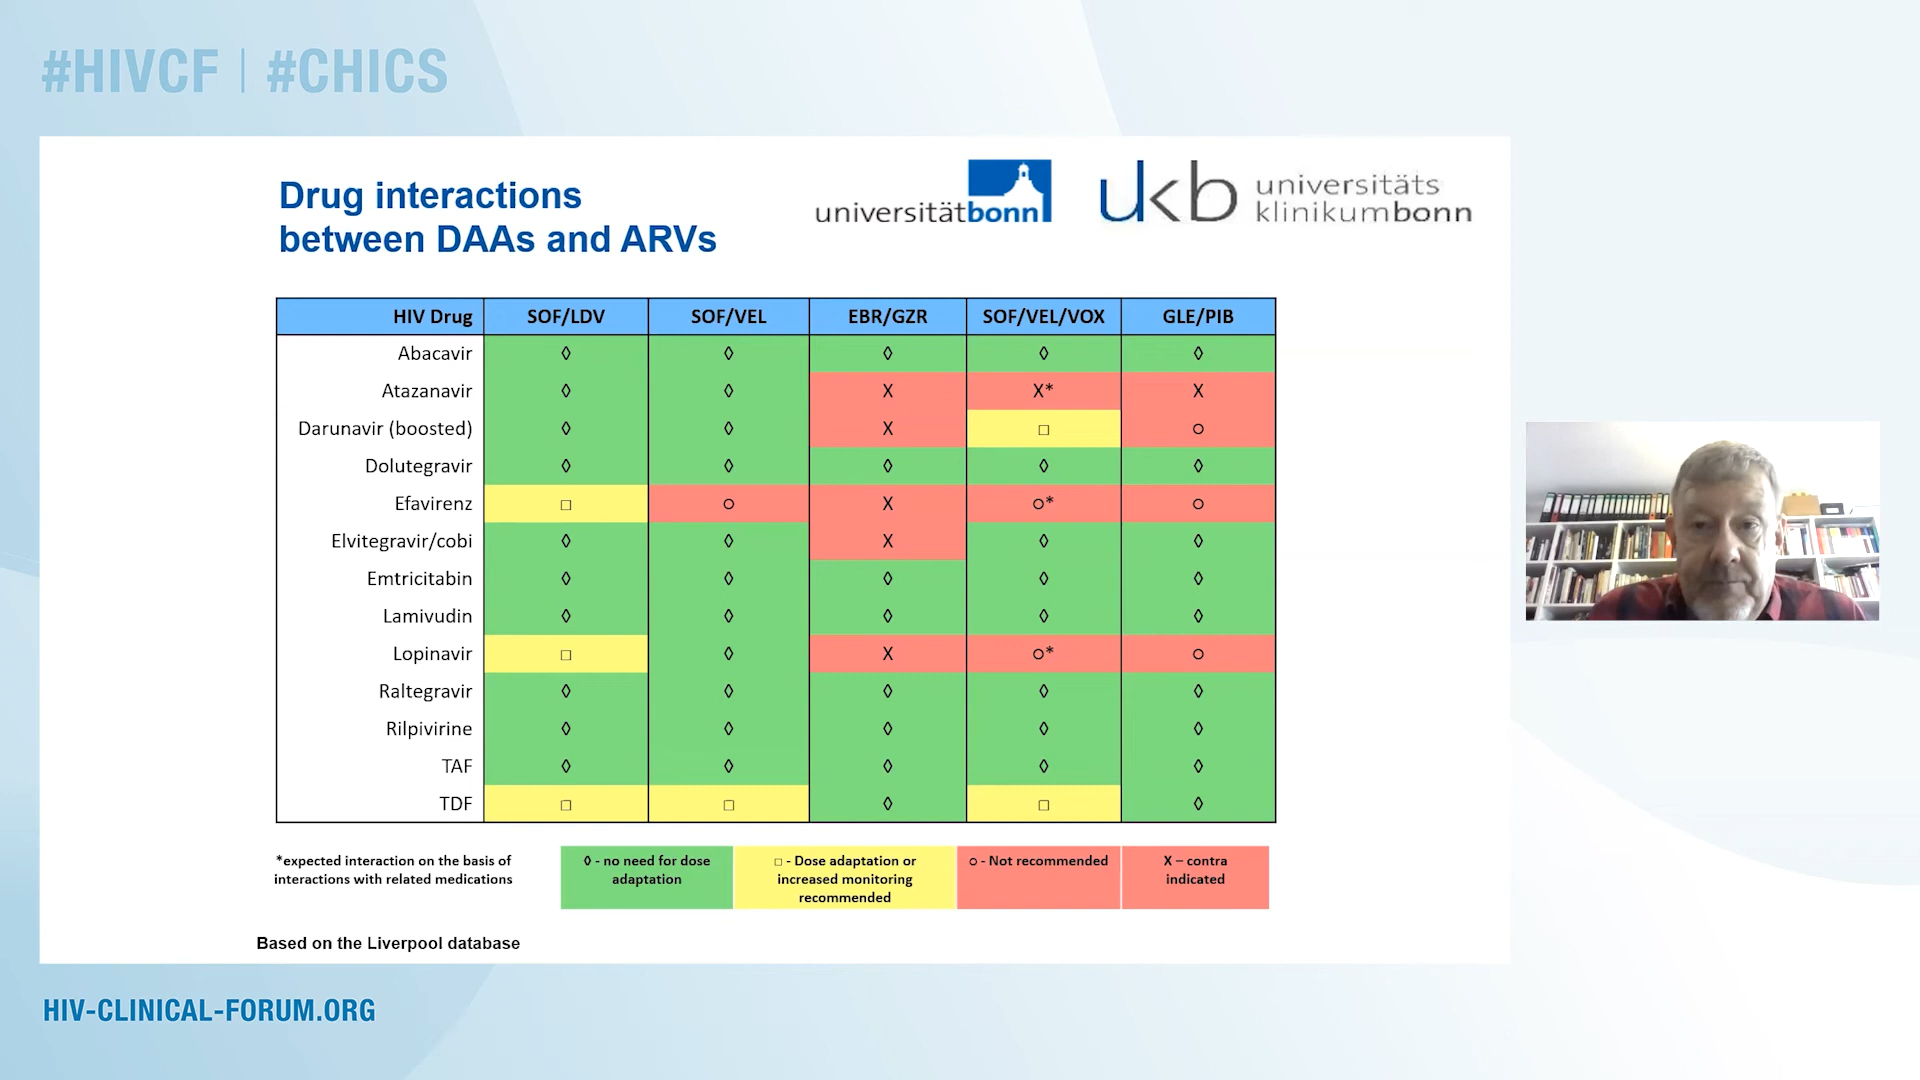 #HIVCF | #CHICS
Drug interactions
between DAAs and ARVs
universitätbonn
ukb universitäts
klinikumbonn
HIV Drug SOF/LDV SOF/VEL EBR/GZR SOF/VEL/VOX GLE/PIB
Abacavir ◊ ◊ ◊ ◊ ◊
Atazanavir ◊ ◊ X X* X
Darunavir (boosted) ◊ ◊ X □ ○
Dolutegravir ◊ ◊ ◊ ◊ ◊
Efavirenz □ ○ X ○* ○
Elvitegravir/cobi ◊ ◊ X ◊ ◊
Emtricitabin ◊ ◊ ◊ ◊ ◊
Lamivudin ◊ ◊ ◊ ◊ ◊
Lopinavir □ ◊ X ○* ○
Raltegravir ◊ ◊ ◊ ◊ ◊
Rilpivirine ◊ ◊ ◊ ◊ ◊
TAF ◊ ◊ ◊ ◊ ◊
TDF □ □ ◊ □ ◊
*expected interaction on the basis of
interactions with related medications
◊ - no need for dose
adaptation
□ - Dose adaptation or
increased monitoring
recommended
○ - Not recommended
X – contra
indicated
Based on the Liverpool database
HIV-CLINICAL-FORUM.ORG